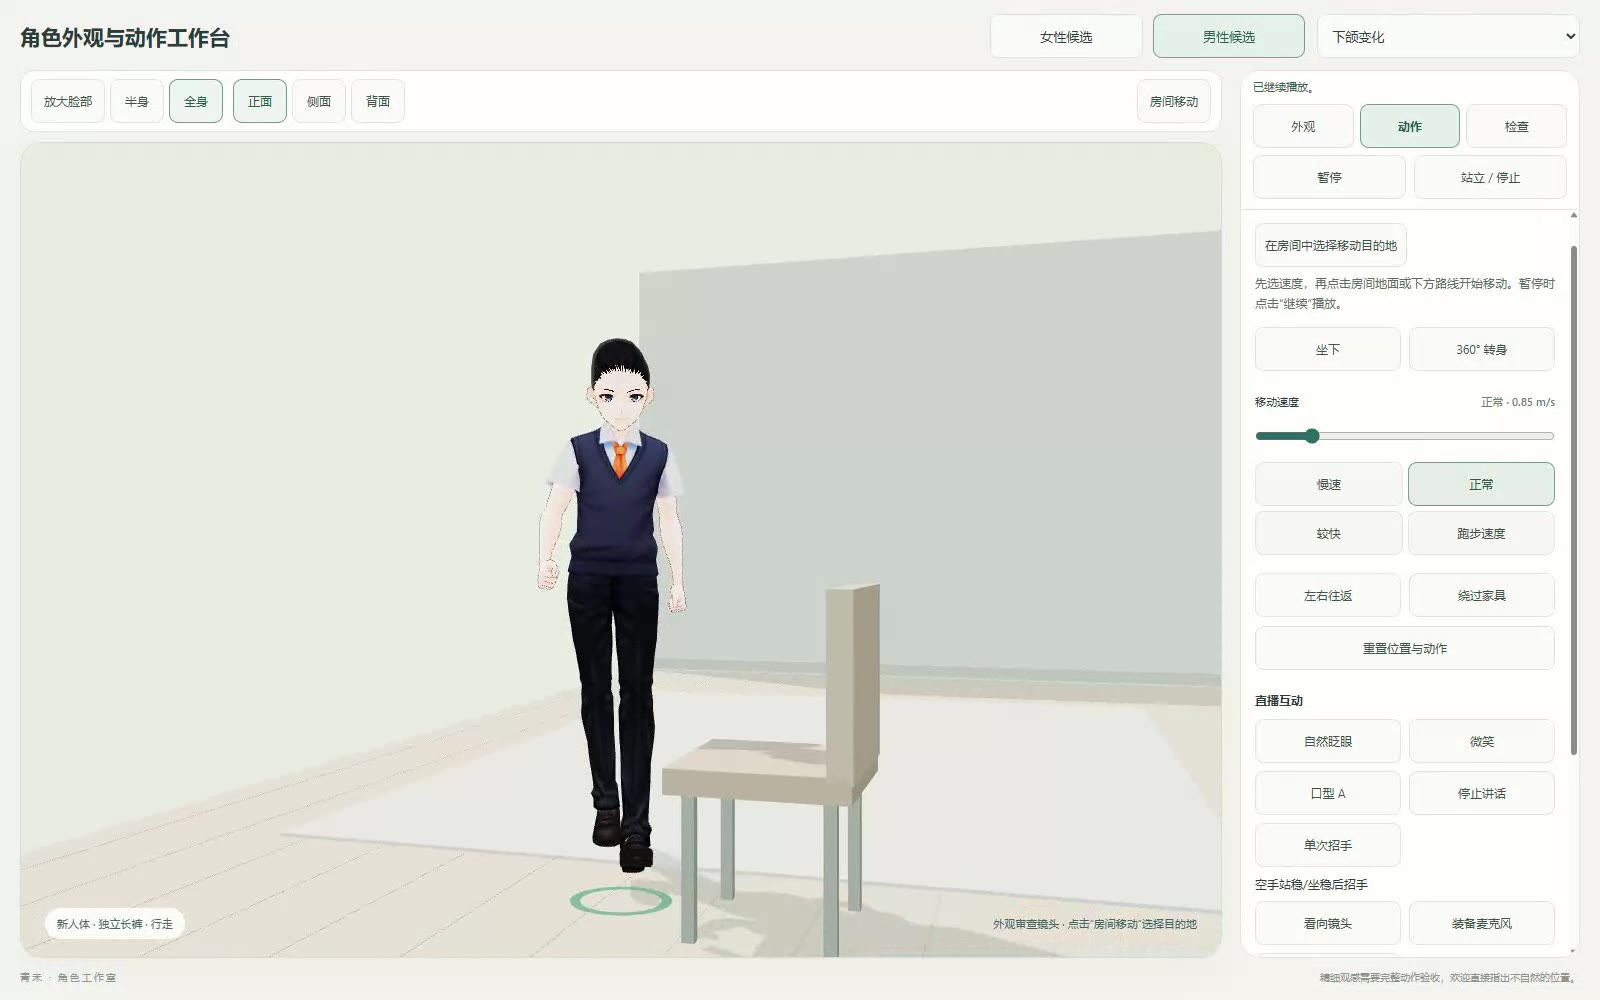 角色外观与动作工作台
女性候选
男性候选
下颌变化
放大脸部
半身
全身
正面
侧面
背面
房间移动
已继续播放。
外观
动作
检查
暂停
站立 / 停止
在房间中选择移动目的地
先选速度，再点击房间地面或下方路线开始移动。暂停时
点击“继续”播放。
坐下
360° 转身
移动速度
正常 · 0.85 m/s
慢速
正常
较快
跑步速度
左右往返
绕过家具
重置位置与动作
直播互动
自然眨眼
微笑
口型 A
停止讲话
单次招手
空手站稳/坐稳后招手
看向镜头
装备麦克风
新人体 · 独立长裤 · 行走
外观审查镜头 · 点击“房间移动”选择目的地
青禾 · 角色工作室
精细观感需要完整动作验收，欢迎直接指出不自然的位置。